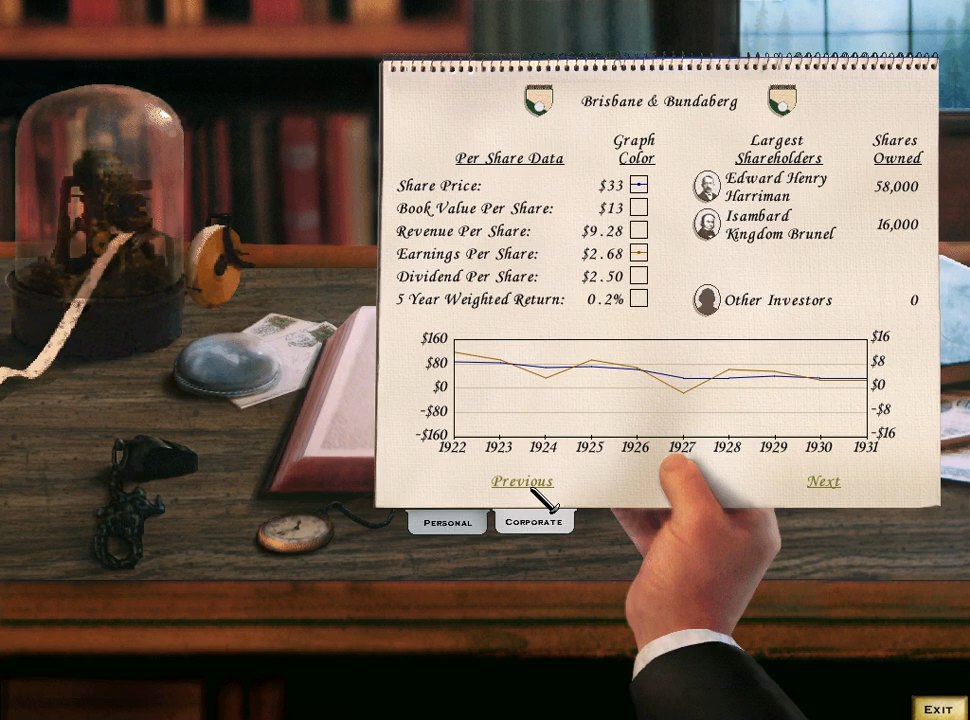 Brisbane & Bundaberg
Per Share Data
Graph
Color
Largest
Shareholders
Shares
Owned
Share Price: $33
Book Value Per Share: $13
Revenue Per Share: $9.28
Earnings Per Share: $2.68
Dividend Per Share: $2.50
5 Year Weighted Return: 0.2%
Edward Henry
Harriman
58,000
Isambard
Kingdom Brunel
16,000
Other Investors 0
$160 $16
$80 $8
$0 $0
-$80 -$8
-$160 -$16
1922 1923 1924 1925 1926 1927 1928 1929 1930 1931
Previous Next
PERSONAL CORPORATE
EXIT